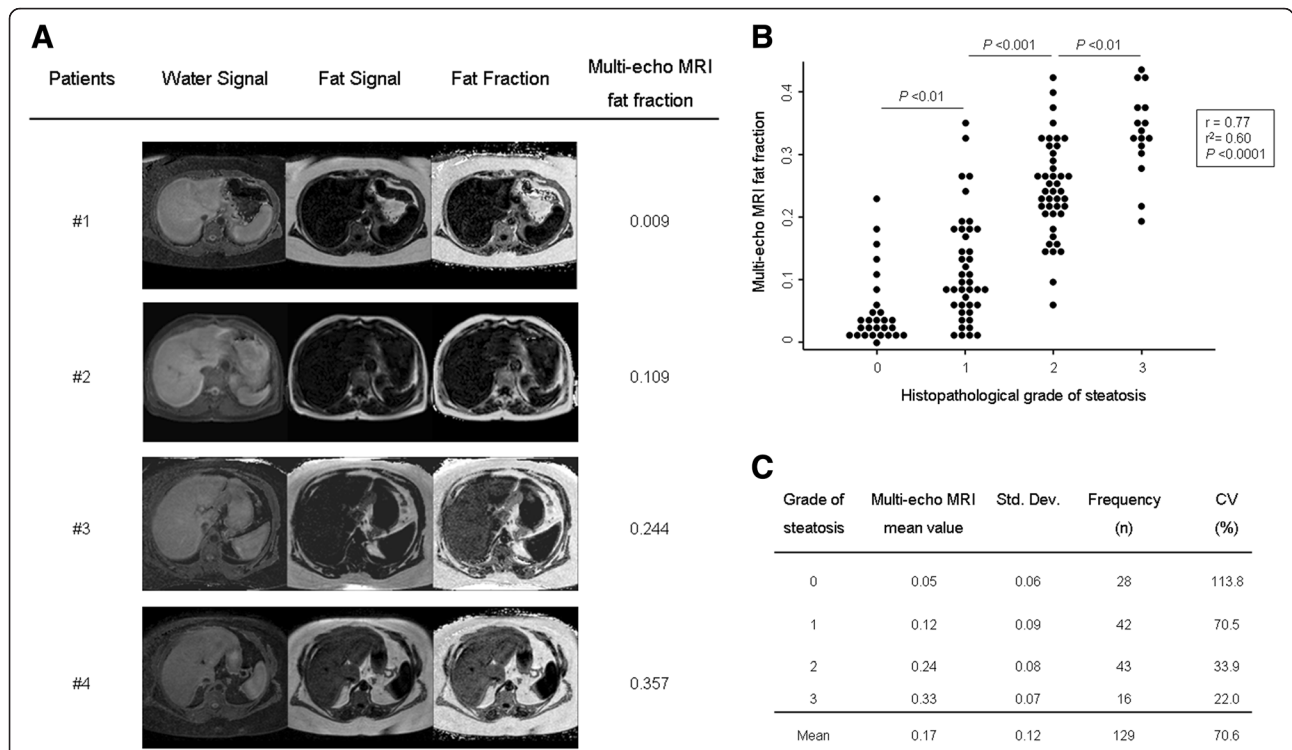 A
Patients Water Signal Fat Signal Fat Fraction Multi-echo MRI
fat fraction
#1 0.009
#2 0.109
#3 0.244
#4 0.357
B
P <0.001 P <0.01
P <0.01
r = 0.77
r²= 0.60
P <0.0001
Multi-echo MRI fat fraction
0.4
0.3
0.2
0.1
0
0 1 2 3
Histopathological grade of steatosis
C
Grade of Multi-echo MRI Std. Dev. Frequency CV
steatosis mean value (n) (%)
0 0.05 0.06 28 113.8
1 0.12 0.09 42 70.5
2 0.24 0.08 43 33.9
3 0.33 0.07 16 22.0
Mean 0.17 0.12 129 70.6